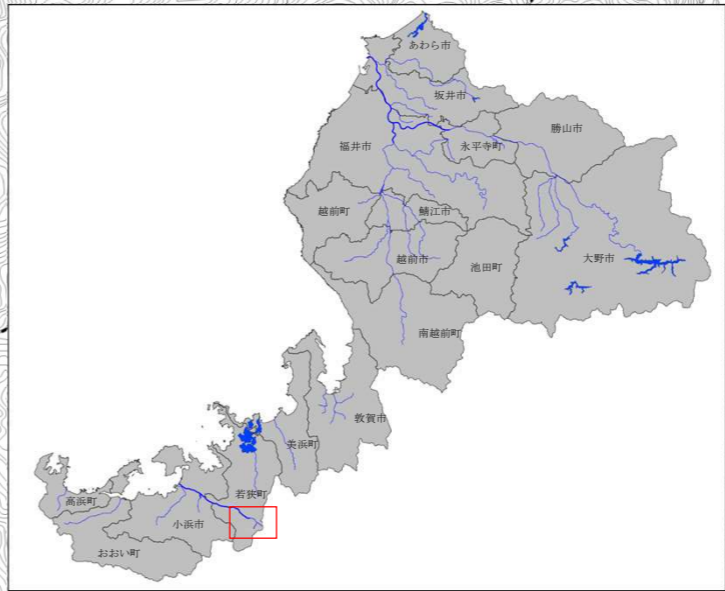 あわら市
坂井市
勝山市
福井市
永平寺町
越前町
鯖江市
越前市
池田町
大野市
南越前町
敦賀市
美浜町
若狭町
高浜町
小浜市
おおい町